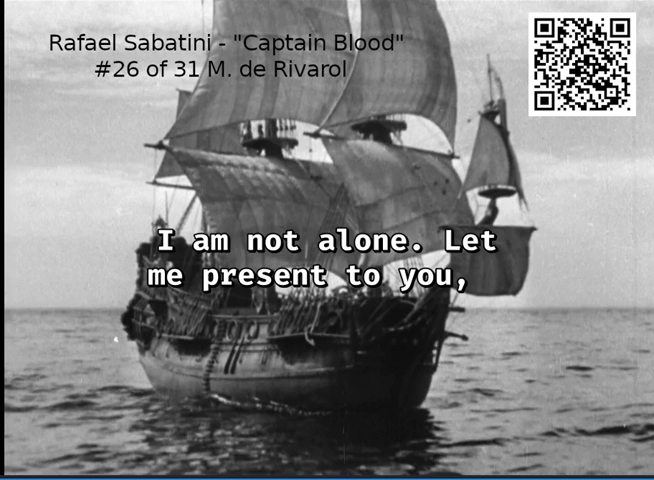 Rafael Sabatini - "Captain Blood"
#26 of 31 M. de Rivarol
I am not alone. Let
me present to you,